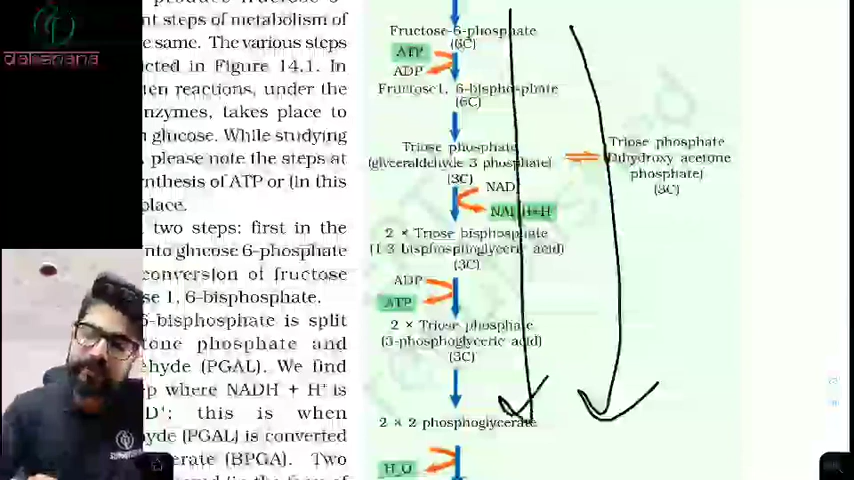 dakahana
nt steps of metabolism of
e same. The various steps
cted in Figure 14.1. In
ten reactions, under the
nzymes, takes place to
n glucose. While studying
, please note the steps at
nthesis of ATP or (in this
place.
two steps: first in the
nto glucose 6-phosphate
conversion of fructose
se 1, 6-bisphosphate.
6-bisphosphate is split
tone phosphate and
hyde (PGAL). We find
p where NADH + H⁺ is
D⁺; this is when
yde (PGAL) is converted
erate (BPGA). Two
Fructose-6-phosphate
(6C)
ATP
ADP
Fructose1, 6-bisphosphate
(6C)
Triose phosphate
(glyceraldehyde-3-phosphate)
(3C)
Triose phosphate
(Dihydroxy acetone
phosphate)
(3C)
NAD
NADH+H
2 × Triose bisphosphate
(1,3 bisphosphoglyceric acid)
(3C)
ADP
ATP
2 × Triose phosphate
(3-phosphoglyceric acid)
(3C)
2 × 2-phosphoglycerate
H₂O